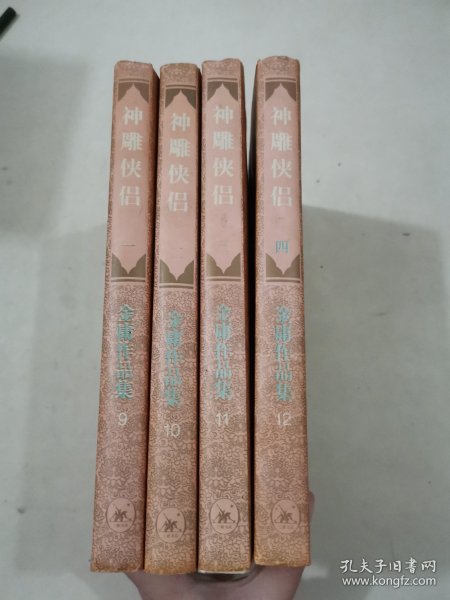 神雕侠侣
一
金庸作品集
9
神雕侠侣
金庸作品集
10
神雕侠侣
金庸作品集
11
神雕侠侣
四
金庸作品集
12
孔夫子旧书网
www.kongfz.com